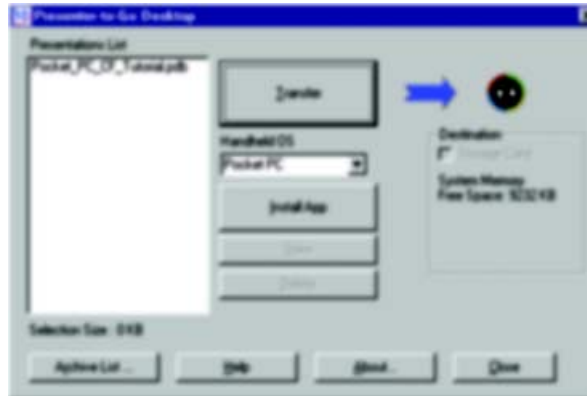 Presenter-to-Go Desktop
Presentations List
Pocket_PC_CF_Tutorial.pdb
Transfer
Handheld OS
Pocket PC
Install App
Delete
Destination
Storage Card
System Memory
Free Space: 9232 KB
Selection Size : 0 KB
Archive List ...
Help
About...
Close